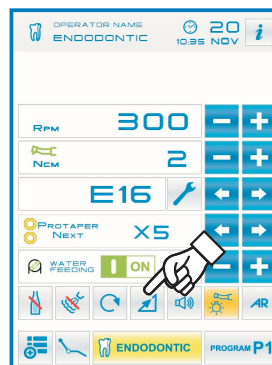 OPERATOR NAME
ENDODONTIC
20
10:35 NOV
i
RPM 300 - +
NCM 2 - +
E16
PROTAPER
NEXT X5
WATER
FEEDING I ON - +
AR
ENDODONTIC PROGRAM P1